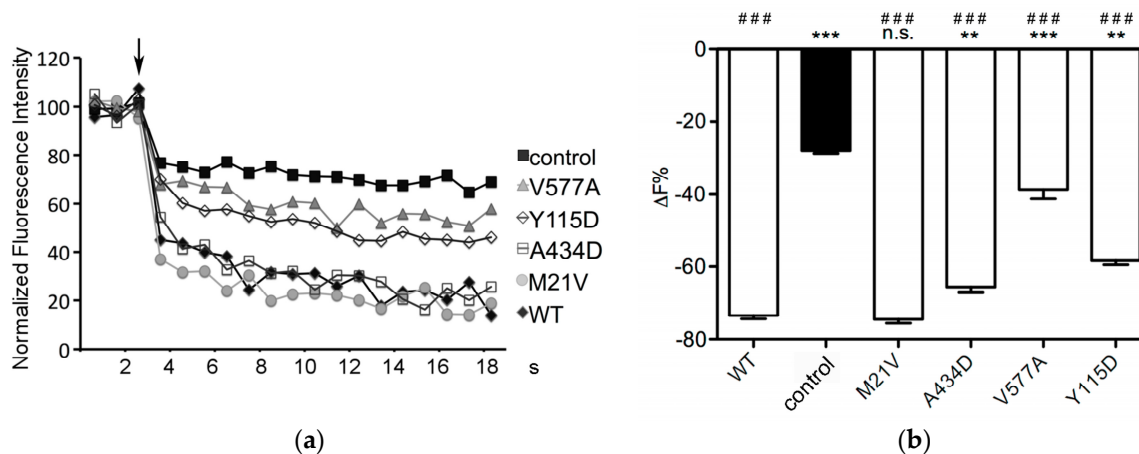 Normalized Fluorescence Intensity
120
100
80
60
40
20
0
2 4 6 8 10 12 14 16 18 s
control
V577A
Y115D
A434D
M21V
WT
(a)
### ### ### ### ###
*** n.s. ** *** **
ΔF%
0
-20
-40
-60
-80
WT control M21V A434D V577A Y115D
(b)